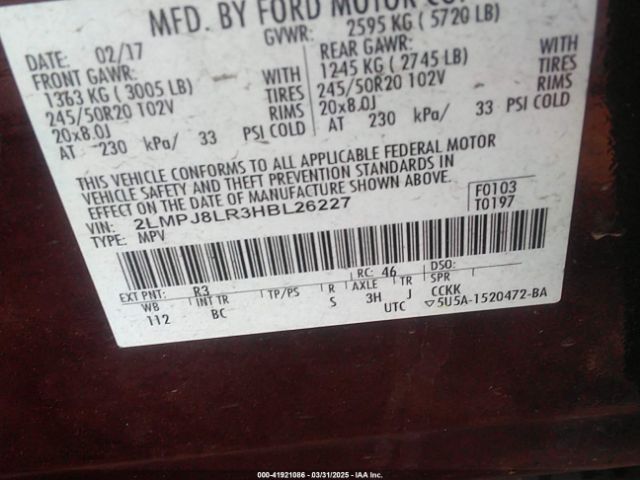 MFD. BY FORD MOTOR CO
DATE: 02/17 GVWR: 2595 KG ( 5720 LB)
FRONT GAWR: REAR GAWR:
1363 KG ( 3005 LB) WITH 1245 KG ( 2745 LB) WITH
245/50R20 102V TIRES 245/50R20 102V TIRES
20x8.0J RIMS 20x8.0J RIMS
AT 230 kPa/ 33 PSI COLD AT 230 kPa/ 33 PSI COLD
THIS VEHICLE CONFORMS TO ALL APPLICABLE FEDERAL MOTOR
VEHICLE SAFETY AND THEFT PREVENTION STANDARDS IN
EFFECT ON THE DATE OF MANUFACTURE SHOWN ABOVE.
VIN: 2LMPJ8LR3HBL26227 F0103
TYPE: MPV T0197
EXT PNT: R3 RC: 46 DSO:
WB INT TR TP/PS R AXLE TR SPR
112 BC S 3H J CCKK
UTC ▽5U5A-1520472-BA
000-41921086 - 03/31/2025 - IAA Inc.